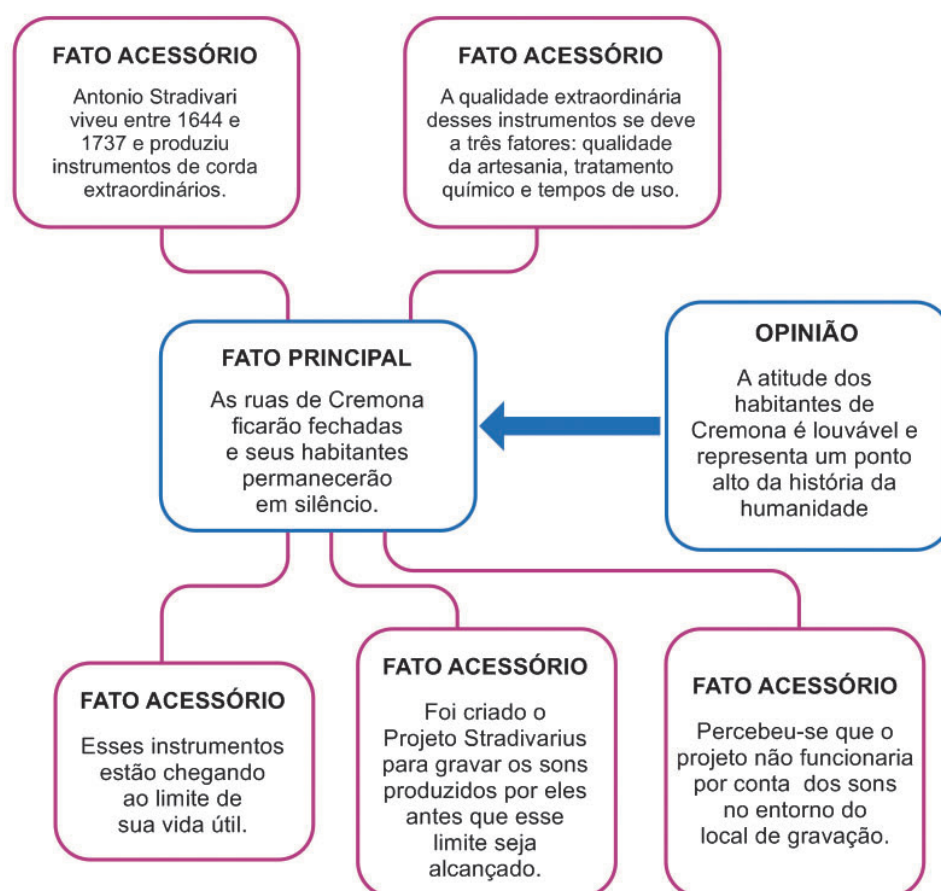 FATO ACESSÓRIO
Antonio Stradivari
viveu entre 1644 e
1737 e produziu
instrumentos de corda
extraordinários.
FATO ACESSÓRIO
A qualidade extraordinária
desses instrumentos se deve
a três fatores: qualidade
da artesania, tratamento
químico e tempos de uso.
FATO PRINCIPAL
As ruas de Cremona
ficarão fechadas
e seus habitantes
permanecerão
em silêncio.
OPINIÃO
A atitude dos
habitantes de
Cremona é louvável e
representa um ponto
alto da história da
humanidade
FATO ACESSÓRIO
Esses instrumentos
estão chegando
ao limite de
sua vida útil.
FATO ACESSÓRIO
Foi criado o
Projeto Stradivarius
para gravar os sons
produzidos por eles
antes que esse
limite seja
alcançado.
FATO ACESSÓRIO
Percebeu-se que o
projeto não funcionaria
por conta dos sons
no entorno do
local de gravação.